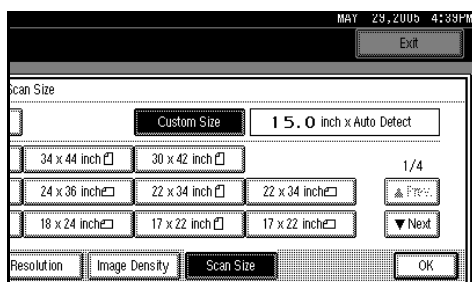 MAY 29,2005 4:39PM
Exit
Scan Size
Custom Size 15.0 inch x Auto Detect
34 x 44 inch 30 x 42 inch 1/4
24 x 36 inch 22 x 34 inch 22 x 34 inch ▲ Prev.
18 x 24 inch 17 x 22 inch 17 x 22 inch ▼ Next
Resolution Image Density Scan Size OK